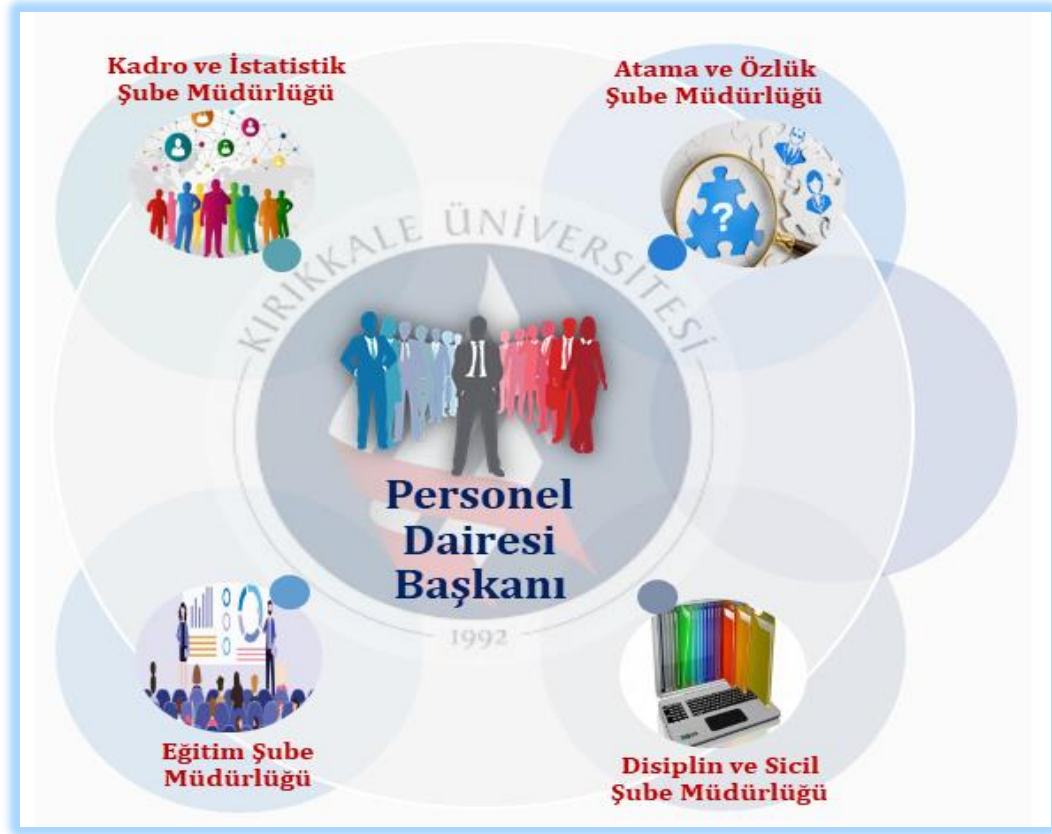 Kadro ve İstatistik
Şube Müdürlüğü
Atama ve Özlük
Şube Müdürlüğü
?
KIRIKKALE ÜNİVERSİTESİ
Personel
Dairesi
Başkanı
1992
Eğitim Şube
Müdürlüğü
Disiplin ve Sicil
Şube Müdürlüğü